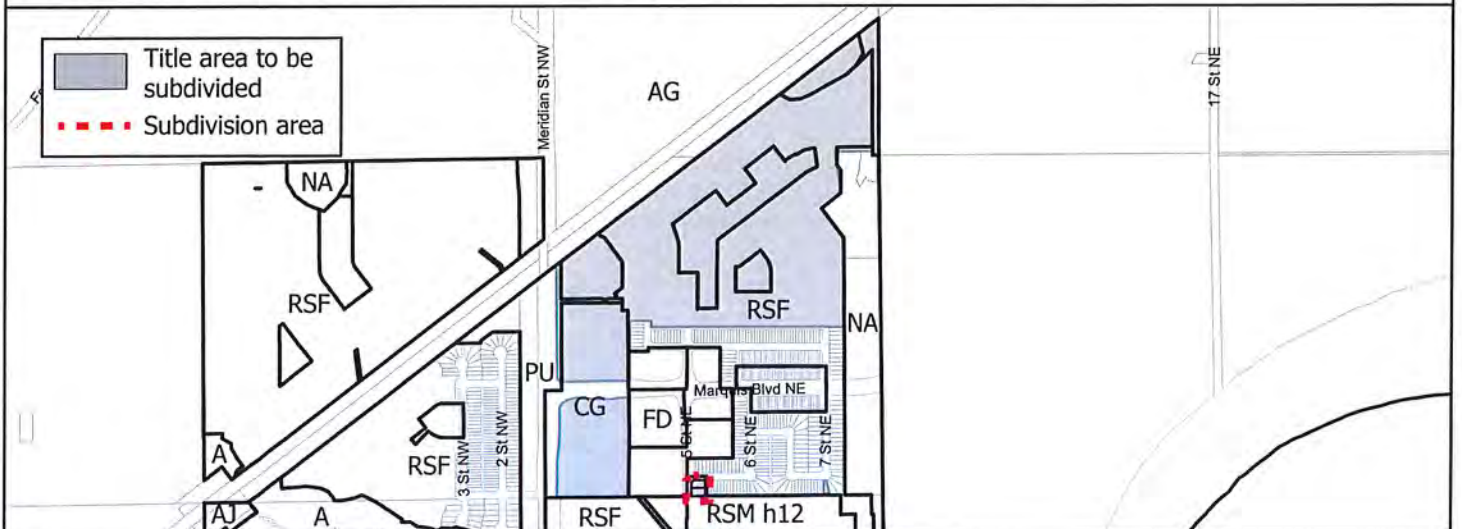 Title area to be
subdivided
Subdivision area
Meridian St NW
AG
17 St NE
NA
RSF
RSF
NA
PU
Marquis Blvd NE
CG
FD
5 St NE
6 St NE
7 St NE
A
RSF
3 St NW
2 St NW
AJ
A
RSF
RSM h12